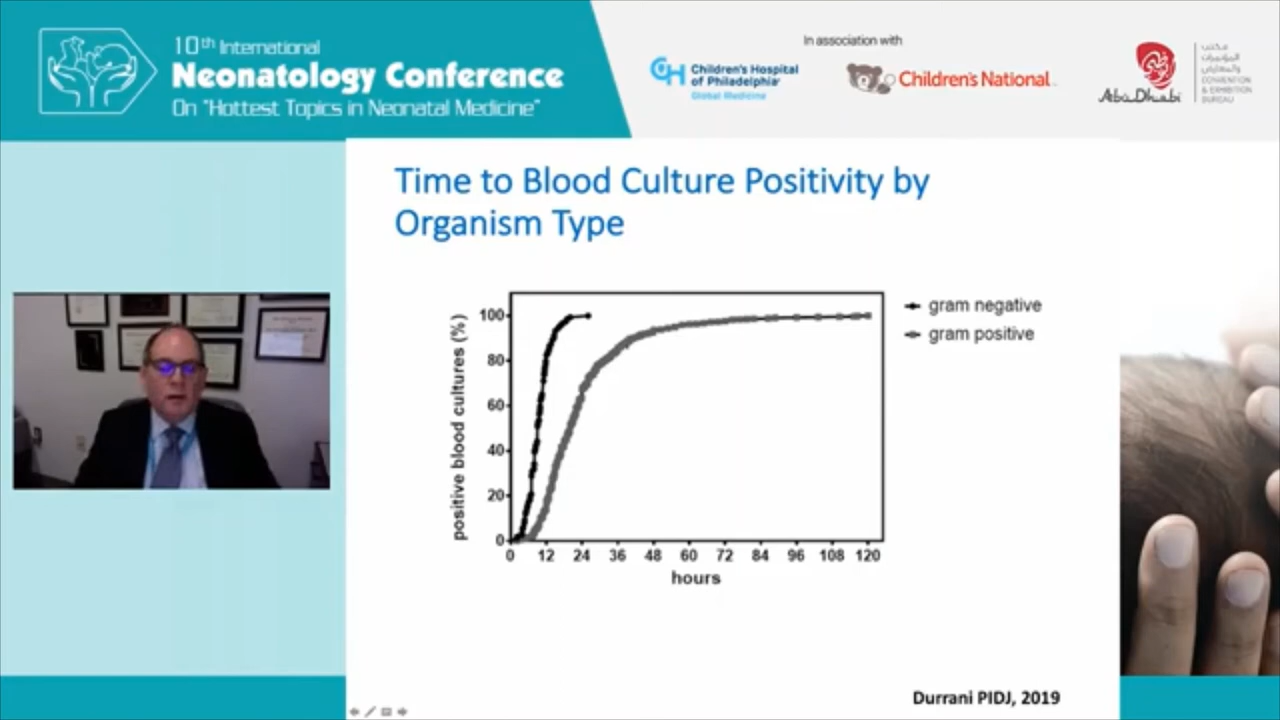 10th International
Neonatology Conference
On "Hottest Topics in Neonatal Medicine"
In association with
Children's Hospital
of Philadelphia
Global Medicine
Children's National
Abu Dhabi
CONVENTION
& EXHIBITION
BUREAU
Time to Blood Culture Positivity by
Organism Type
positive blood cultures (%)
100
80
60
40
20
0
0 12 24 36 48 60 72 84 96 108 120
hours
gram negative
gram positive
Durrani PIDJ, 2019